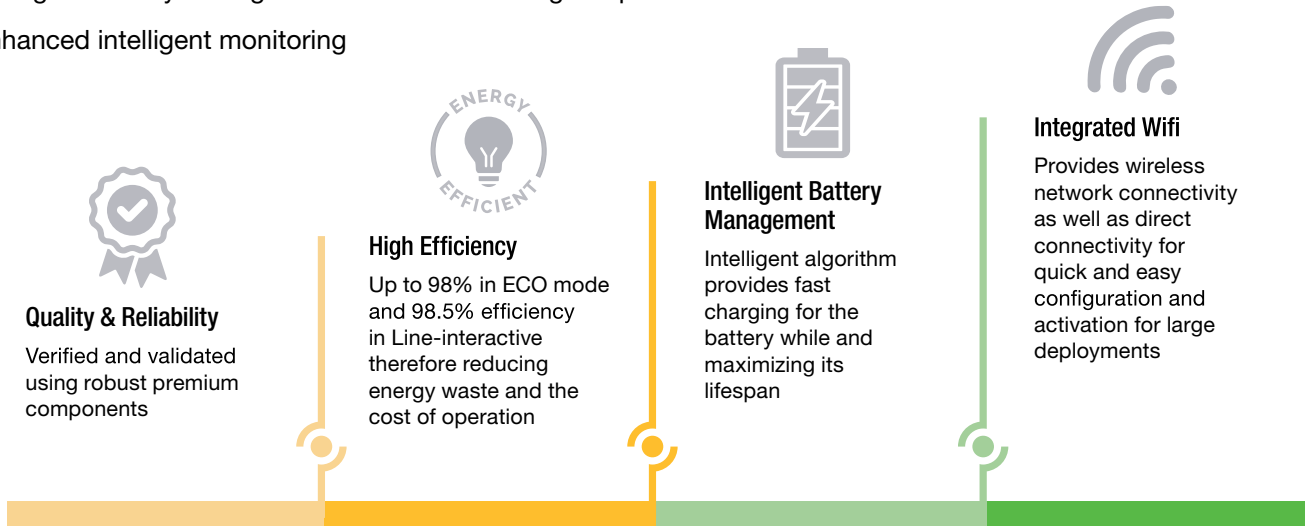 nhanced intelligent monitoring
ENERGY
EFFICIENT
Quality & Reliability
Verified and validated
using robust premium
components
High Efficiency
Up to 98% in ECO mode
and 98.5% efficiency
in Line-interactive
therefore reducing
energy waste and the
cost of operation
Intelligent Battery
Management
Intelligent algorithm
provides fast
charging for the
battery while and
maximizing its
lifespan
Integrated Wifi
Provides wireless
network connectivity
as well as direct
connectivity for
quick and easy
configuration and
activation for large
deployments